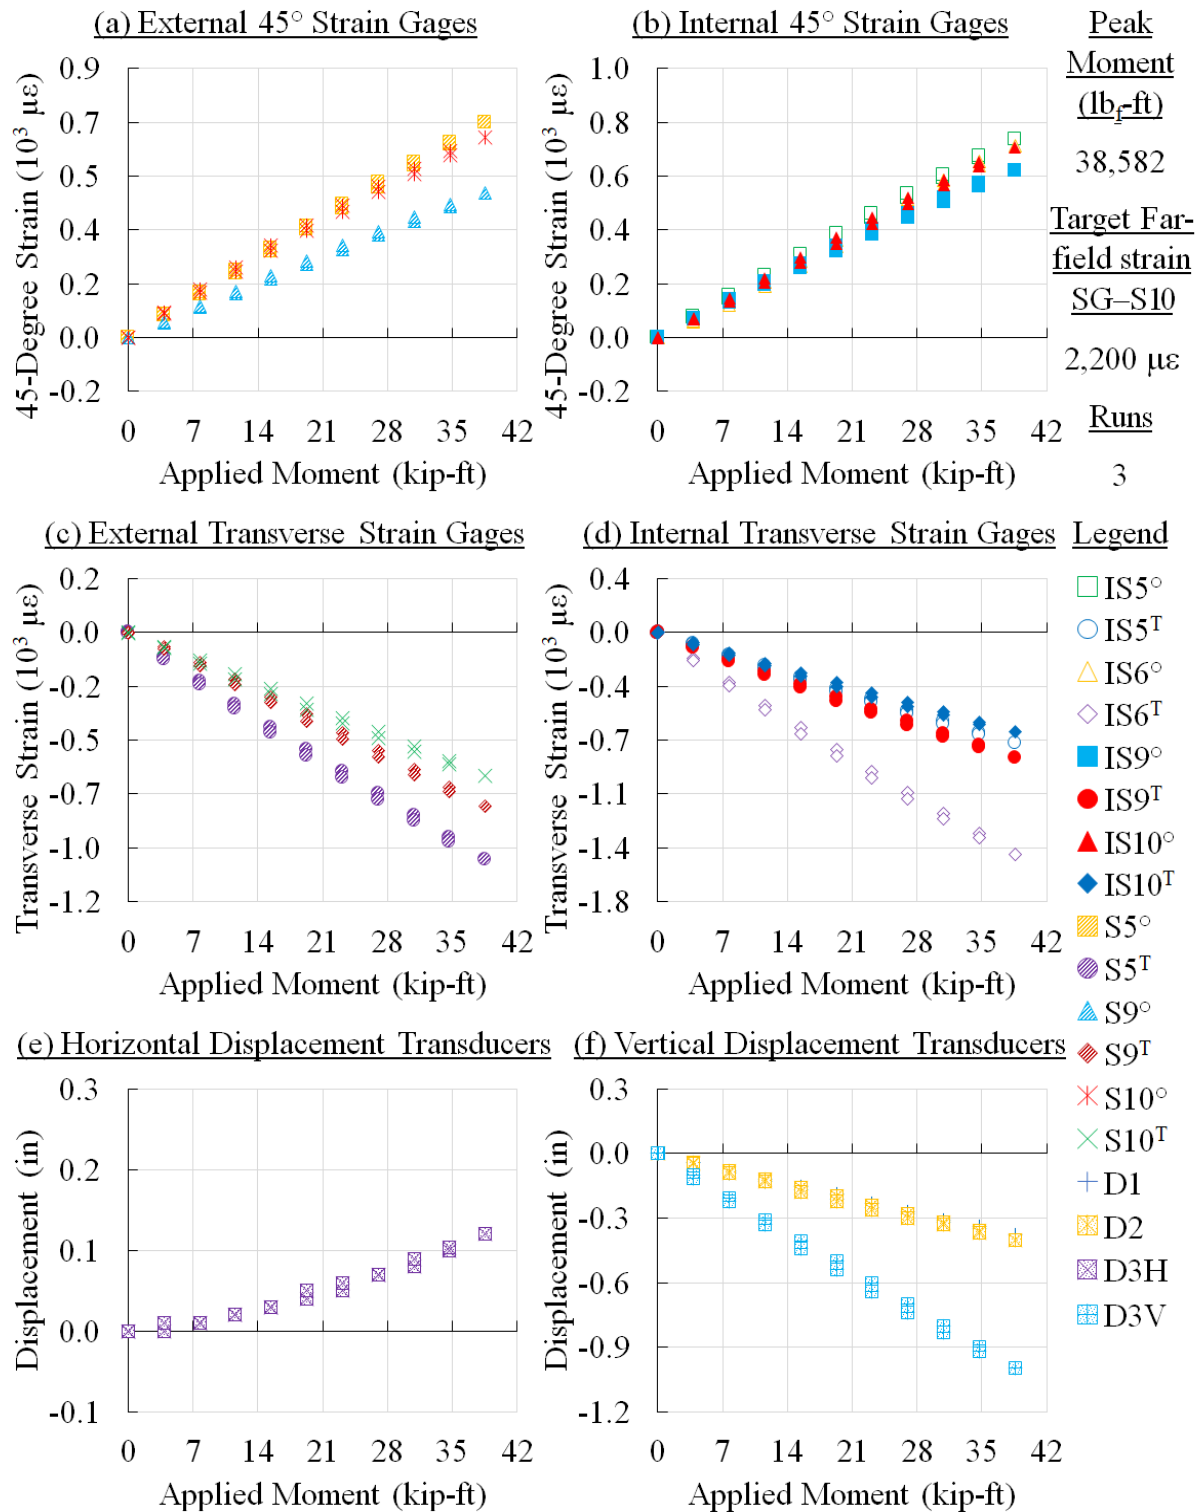 (a) External 45° Strain Gages
45-Degree Strain (10³ με)
0.9
0.7
0.5
0.4
0.2
0.0
-0.2
0 7 14 21 28 35 42
Applied Moment (kip-ft)
(b) Internal 45° Strain Gages
45-Degree Strain (10³ με)
1.0
0.8
0.6
0.4
0.2
0.0
-0.2
0 7 14 21 28 35 42
Applied Moment (kip-ft)
Peak
Moment
(lb_f-ft)
38,582
Target Far-
field strain
SG–S10
2,200 με
Runs
3
(c) External Transverse Strain Gages
Transverse Strain (10³ με)
0.2
0.0
-0.2
-0.5
-0.7
-1.0
-1.2
0 7 14 21 28 35 42
Applied Moment (kip-ft)
(d) Internal Transverse Strain Gages
Transverse Strain (10³ με)
0.4
0.0
-0.4
-0.7
-1.1
-1.4
-1.8
0 7 14 21 28 35 42
Applied Moment (kip-ft)
(e) Horizontal Displacement Transducers
Displacement (in)
0.3
0.2
0.1
0.0
-0.1
0 7 14 21 28 35 42
Applied Moment (kip-ft)
(f) Vertical Displacement Transducers
Displacement (in)
0.3
0.0
-0.3
-0.6
-0.9
-1.2
0 7 14 21 28 35 42
Applied Moment (kip-ft)
Legend
IS5°
IS5ᵀ
IS6°
IS6ᵀ
IS9°
IS9ᵀ
IS10°
IS10ᵀ
S5°
S5ᵀ
S9°
S9ᵀ
S10°
S10ᵀ
D1
D2
D3H
D3V